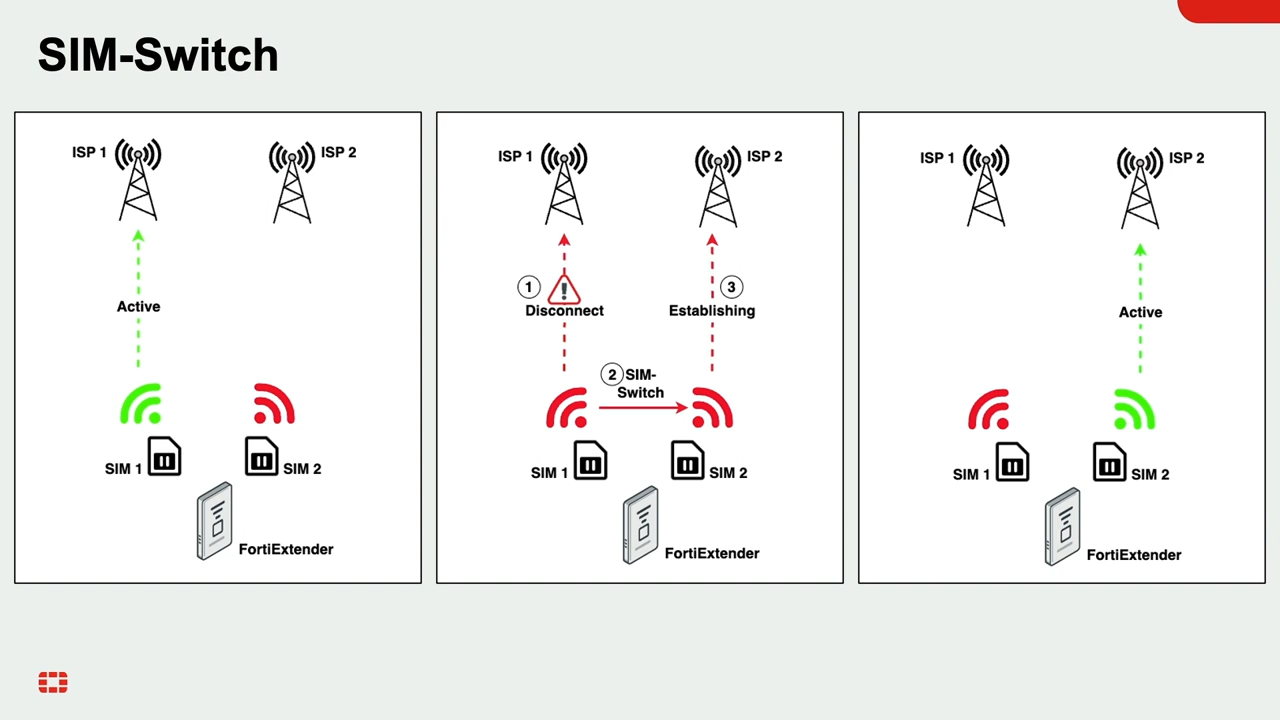 SIM-Switch
ISP 1
ISP 2
Active
SIM 1
SIM 2
FortiExtender
ISP 1
ISP 2
1
3
Disconnect
Establishing
2 SIM-
Switch
SIM 1
SIM 2
FortiExtender
ISP 1
ISP 2
Active
SIM 1
SIM 2
FortiExtender